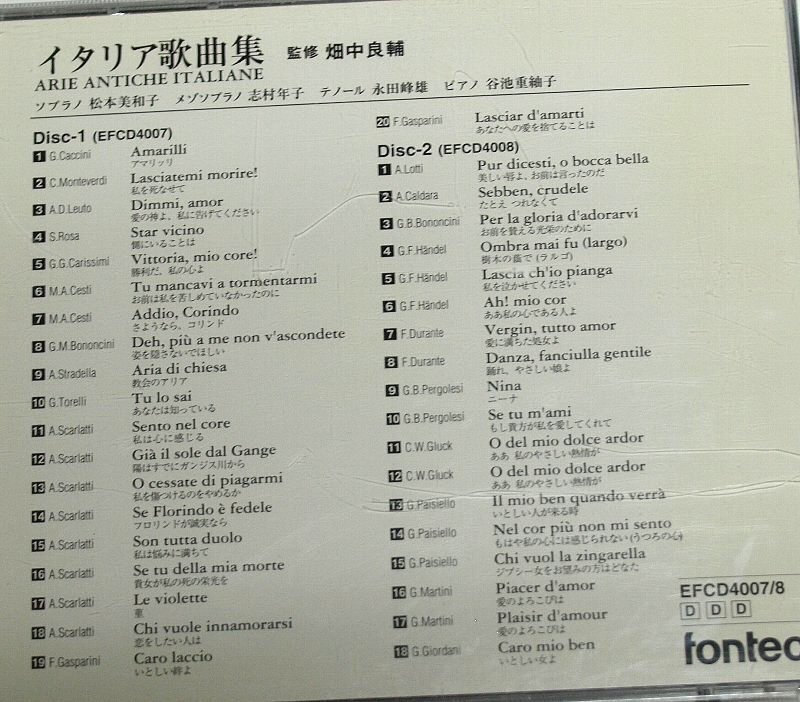 イタリア歌曲集 監修 畑中良輔
ARIE ANTICHE ITALIANE
ソプラノ 松本美和子 メゾソプラノ 志村年子 テノール 永田峰雄 ピアノ 谷池重紬子
Disc-1 (EFCD4007)
1 G.Caccini Amarilli
アマリッリ
2 C.Monteverdi Lasciatemi morire!
私を死なせて
3 A.D.Leuto Dimmi, amor
愛の神よ、私に告げてください
4 S.Rosa Star vicino
側にいることは
5 G.G.Carissimi Vittoria, mio core!
勝利だ、私の心よ
6 M.A.Cesti Tu mancavi a tormentarmi
お前は私を苦しめていなかったのに
7 M.A.Cesti Addio, Corindo
さようなら、コリンド
8 G.M.Bononcini Deh, più a me non v'ascondete
姿を隠さないでほしい
9 A.Stradella Aria di chiesa
教会のアリア
10 G.Torelli Tu lo sai
あなたは知っている
11 A.Scarlatti Sento nel core
私は心に感じる
12 A.Scarlatti Già il sole dal Gange
陽はすでにガンジス川から
13 A.Scarlatti O cessate di piagarmi
私を傷つけるのをやめるか
14 A.Scarlatti Se Florindo è fedele
フロリンドが誠実なら
15 A.Scarlatti Son tutta duolo
私は悩みに満ちて
16 A.Scarlatti Se tu della mia morte
貴女が私の死の栄光を
17 A.Scarlatti Le violette
菫
18 A.Scarlatti Chi vuole innamorarsi
恋をしたい人は
19 F.Gasparini Caro laccio
いとしい絆よ
20 F.Gasparini Lasciar d'amarti
あなたへの愛を捨てることは
Disc-2 (EFCD4008)
1 A.Lotti Pur dicesti, o bocca bella
美しい唇よ、お前は言ったのだ
2 A.Caldara Sebben, crudele
たとえ つれなくて
3 G.B.Bononcini Per la gloria d'adorarvi
お前を賛える光栄のために
4 G.F.Händel Ombra mai fu (largo)
樹木の蔭で (ラルゴ)
5 G.F.Händel Lascia ch'io pianga
私を泣かせてください
6 G.F.Händel Ah! mio cor
ああ私の心である人よ
7 F.Durante Vergin, tutto amor
愛に満ちた処女よ
8 F.Durante Danza, fanciulla gentile
踊れ、やさしい娘よ
9 G.B.Pergolesi Nina
ニーナ
10 G.B.Pergolesi Se tu m'ami
もし貴方が私を愛してくれて
11 C.W.Gluck O del mio dolce ardor
ああ 私のやさしい熱情が
12 C.W.Gluck O del mio dolce ardor
ああ 私のやさしい熱情が
13 G.Paisiello Il mio ben quando verrà
いとしい人が来る時
14 G.Paisiello Nel cor più non mi sento
もはや私の心には感じられない (うつろの心)
15 G.Paisiello Chi vuol la zingarella
ジプシー女をお望みの方はどなた
16 G.Martini Piacer d'amor
愛のよろこびは
17 G.Martini Plaisir d'amour
愛のよろこびは
18 G.Giordani Caro mio ben
いとしい女よ
EFCD4007/8
D D D
fontec